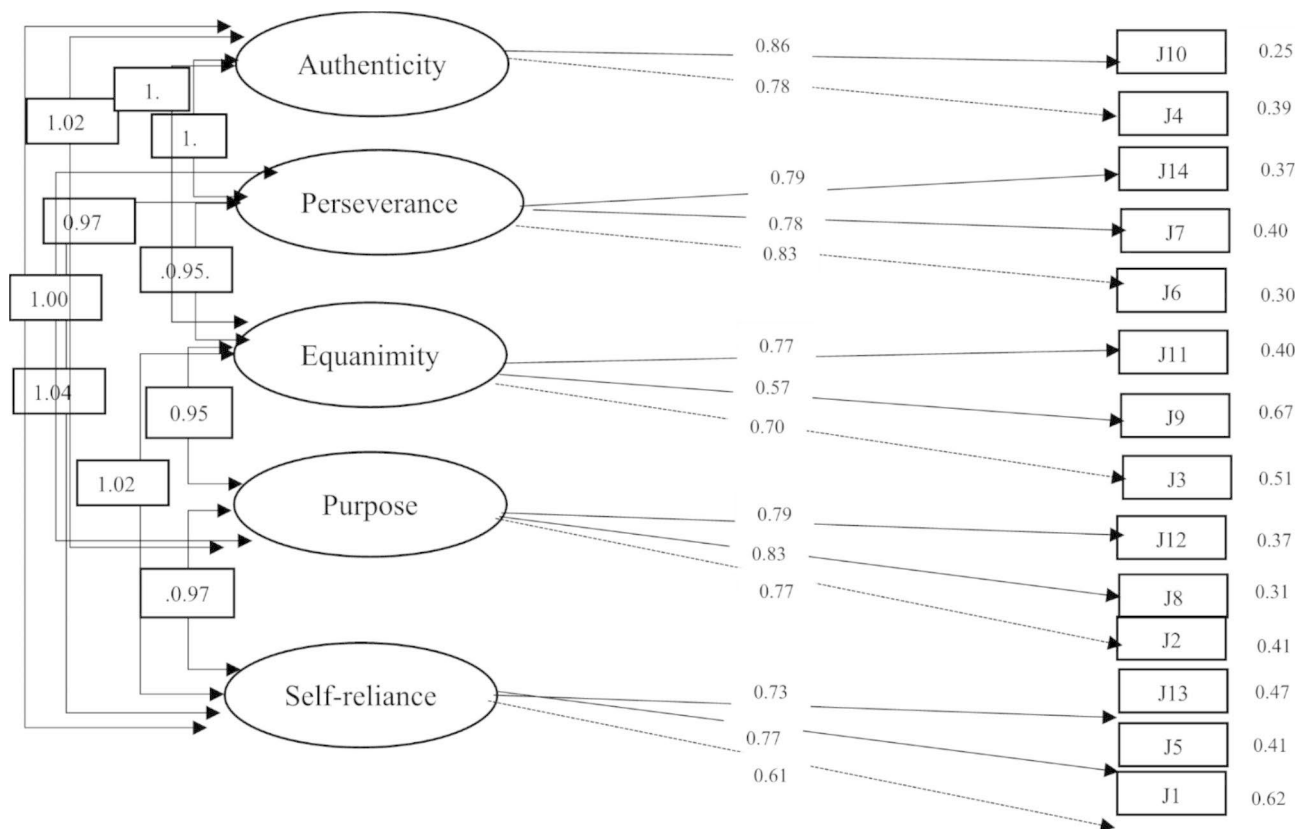 Authenticity
Perseverance
Equanimity
Purpose
Self-reliance
1.
1.02
1.
0.97
.0.95.
1.00
1.04
0.95
1.02
.0.97
0.86
0.78
0.79
0.78
0.83
0.77
0.57
0.70
0.79
0.83
0.77
0.73
0.77
0.61
J10 0.25
J4 0.39
J14 0.37
J7 0.40
J6 0.30
J11 0.40
J9 0.67
J3 0.51
J12 0.37
J8 0.31
J2 0.41
J13 0.47
J5 0.41
J1 0.62